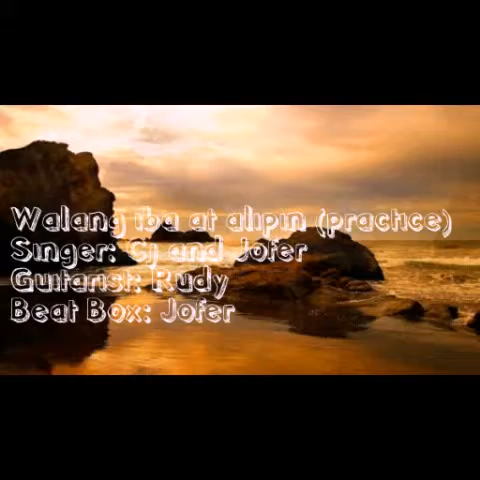 Walang iba at alipin (practice)
Singer: Cj and Jofer
Guitarist: Rudy
Beat Box: Jofer